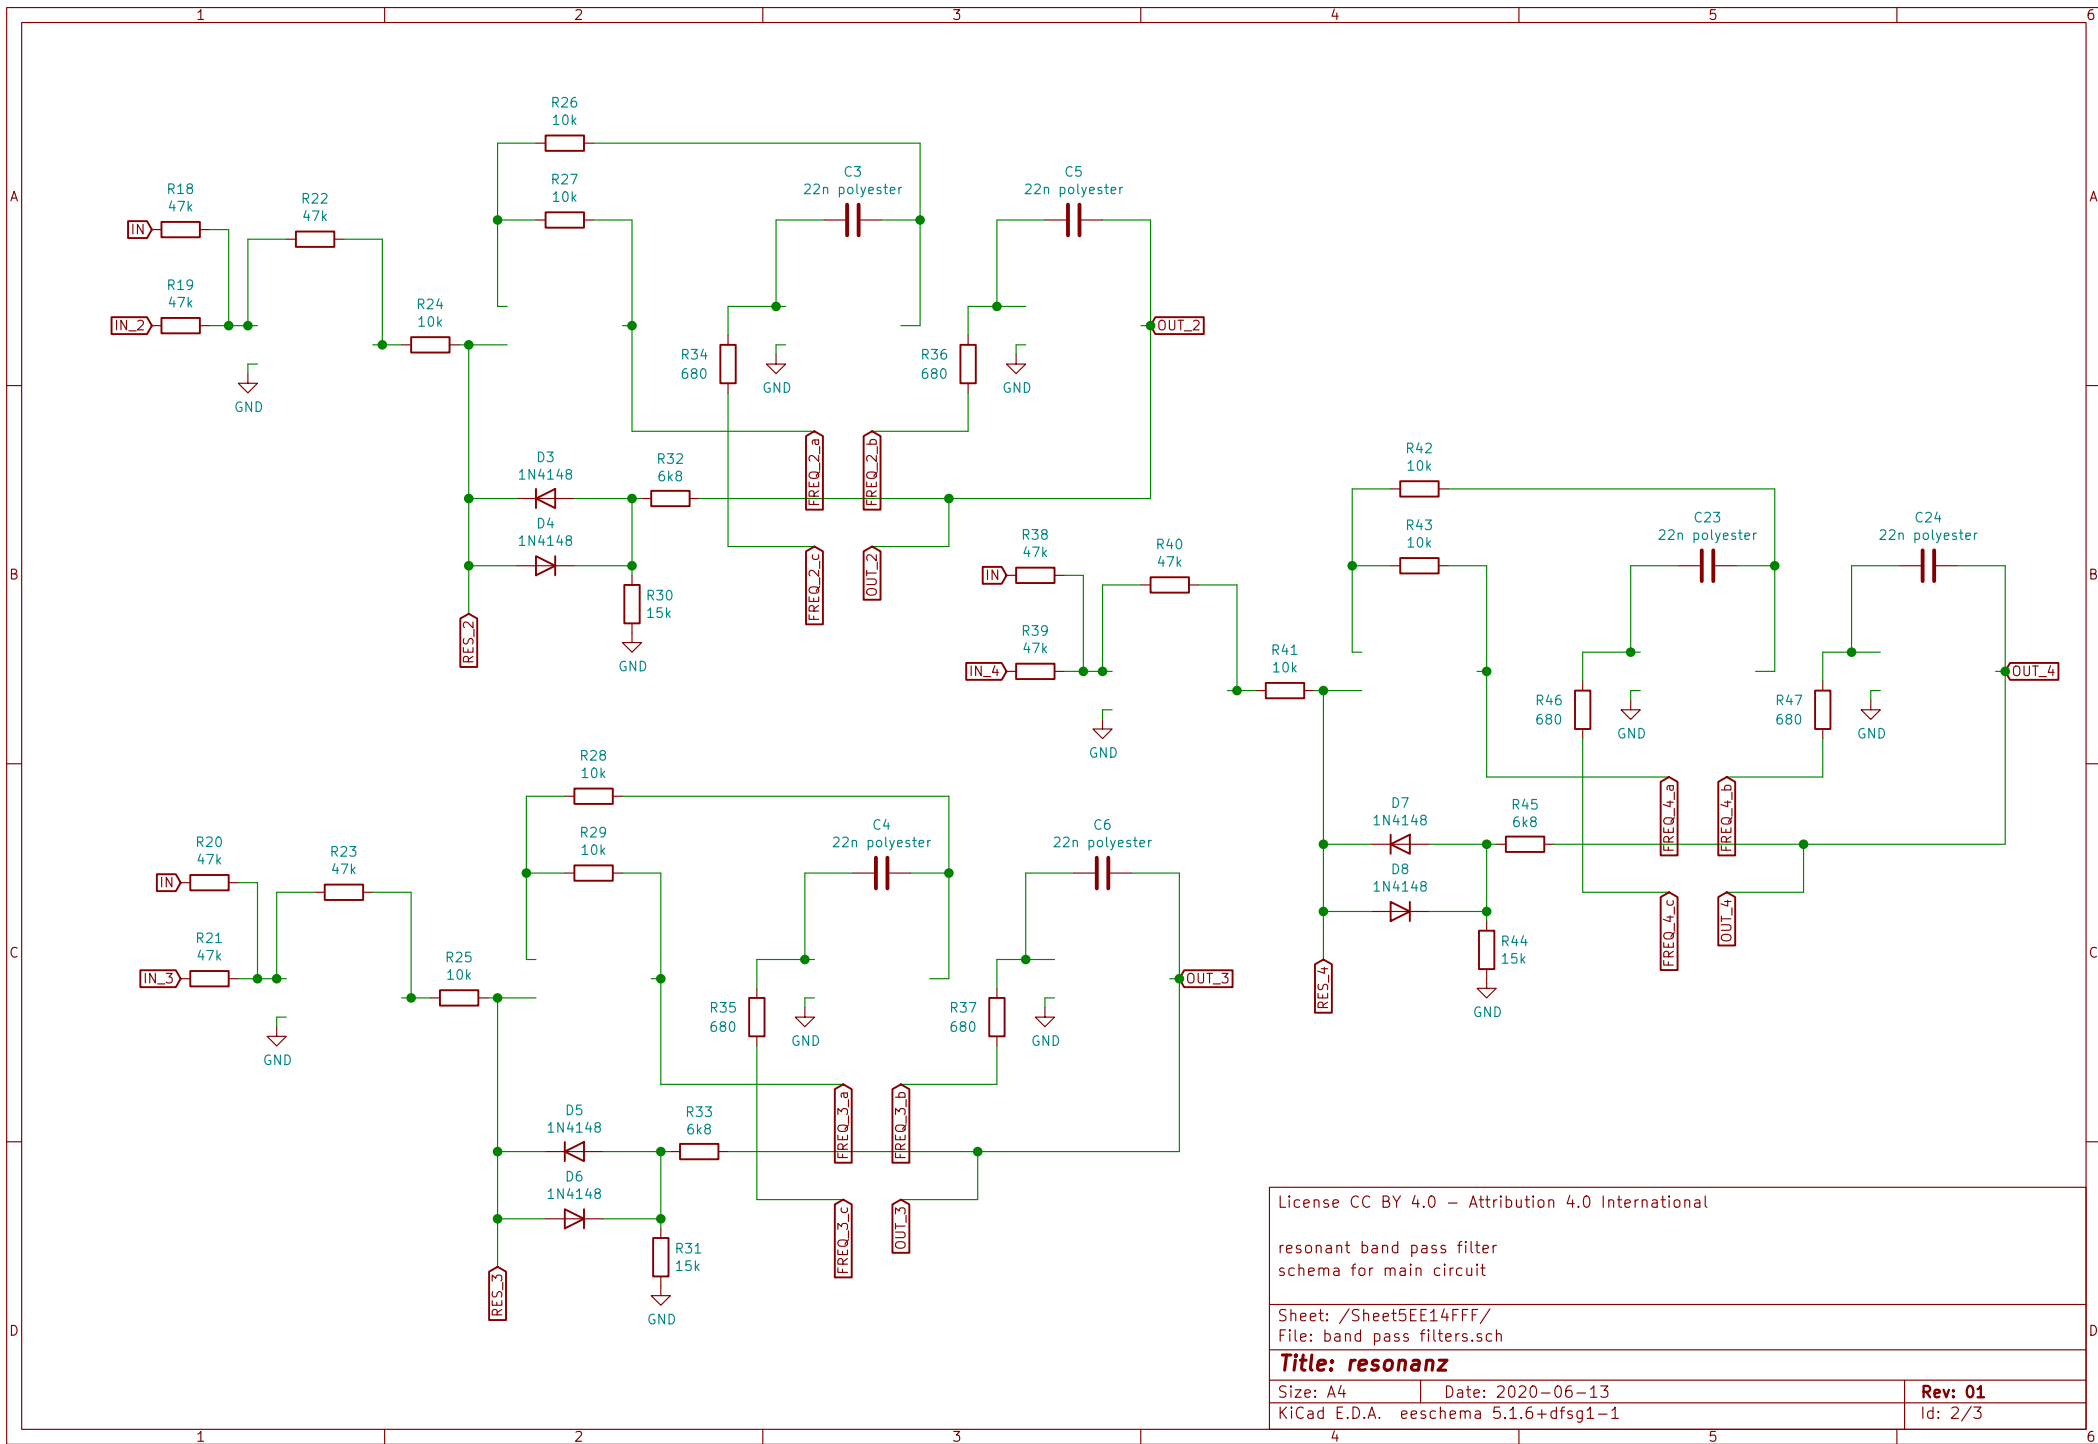 1 2 3 4 5 6
A
B
C
D
A
B
C
D
1 2 3 4 5 6
R26
10k
R27
10k
C3
22n polyester
C5
22n polyester
R18
47k
R22
47k
IN
R19
47k
IN_2
R24
10k
GND
R34
680
GND
R36
680
GND
OUT_2
D3
1N4148
R32
6k8
FREQ_2_a
FREQ_2_b
D4
1N4148
R30
15k
GND
RES_2
FREQ_2_c
OUT_2
R42
10k
R43
10k
C23
22n polyester
C24
22n polyester
R38
47k
R40
47k
IN
R39
47k
IN_4
R41
10k
GND
R46
680
GND
R47
680
GND
OUT_4
D7
1N4148
R45
6k8
FREQ_4_a
FREQ_4_b
D8
1N4148
R44
15k
GND
RES_4
FREQ_4_c
OUT_4
R28
10k
R29
10k
C4
22n polyester
C6
22n polyester
R20
47k
R23
47k
IN
R21
47k
IN_3
R25
10k
GND
R35
680
GND
R37
680
GND
OUT_3
D5
1N4148
R33
6k8
FREQ_3_a
FREQ_3_b
D6
1N4148
R31
15k
GND
RES_3
FREQ_3_c
OUT_3
License CC BY 4.0 – Attribution 4.0 International
resonant band pass filter
schema for main circuit
Sheet: /Sheet5EE14FFF/
File: band pass filters.sch
Title: resonanz
Size: A4 Date: 2020-06-13 Rev: 01
KiCad E.D.A. eeschema 5.1.6+dfsg1-1 Id: 2/3